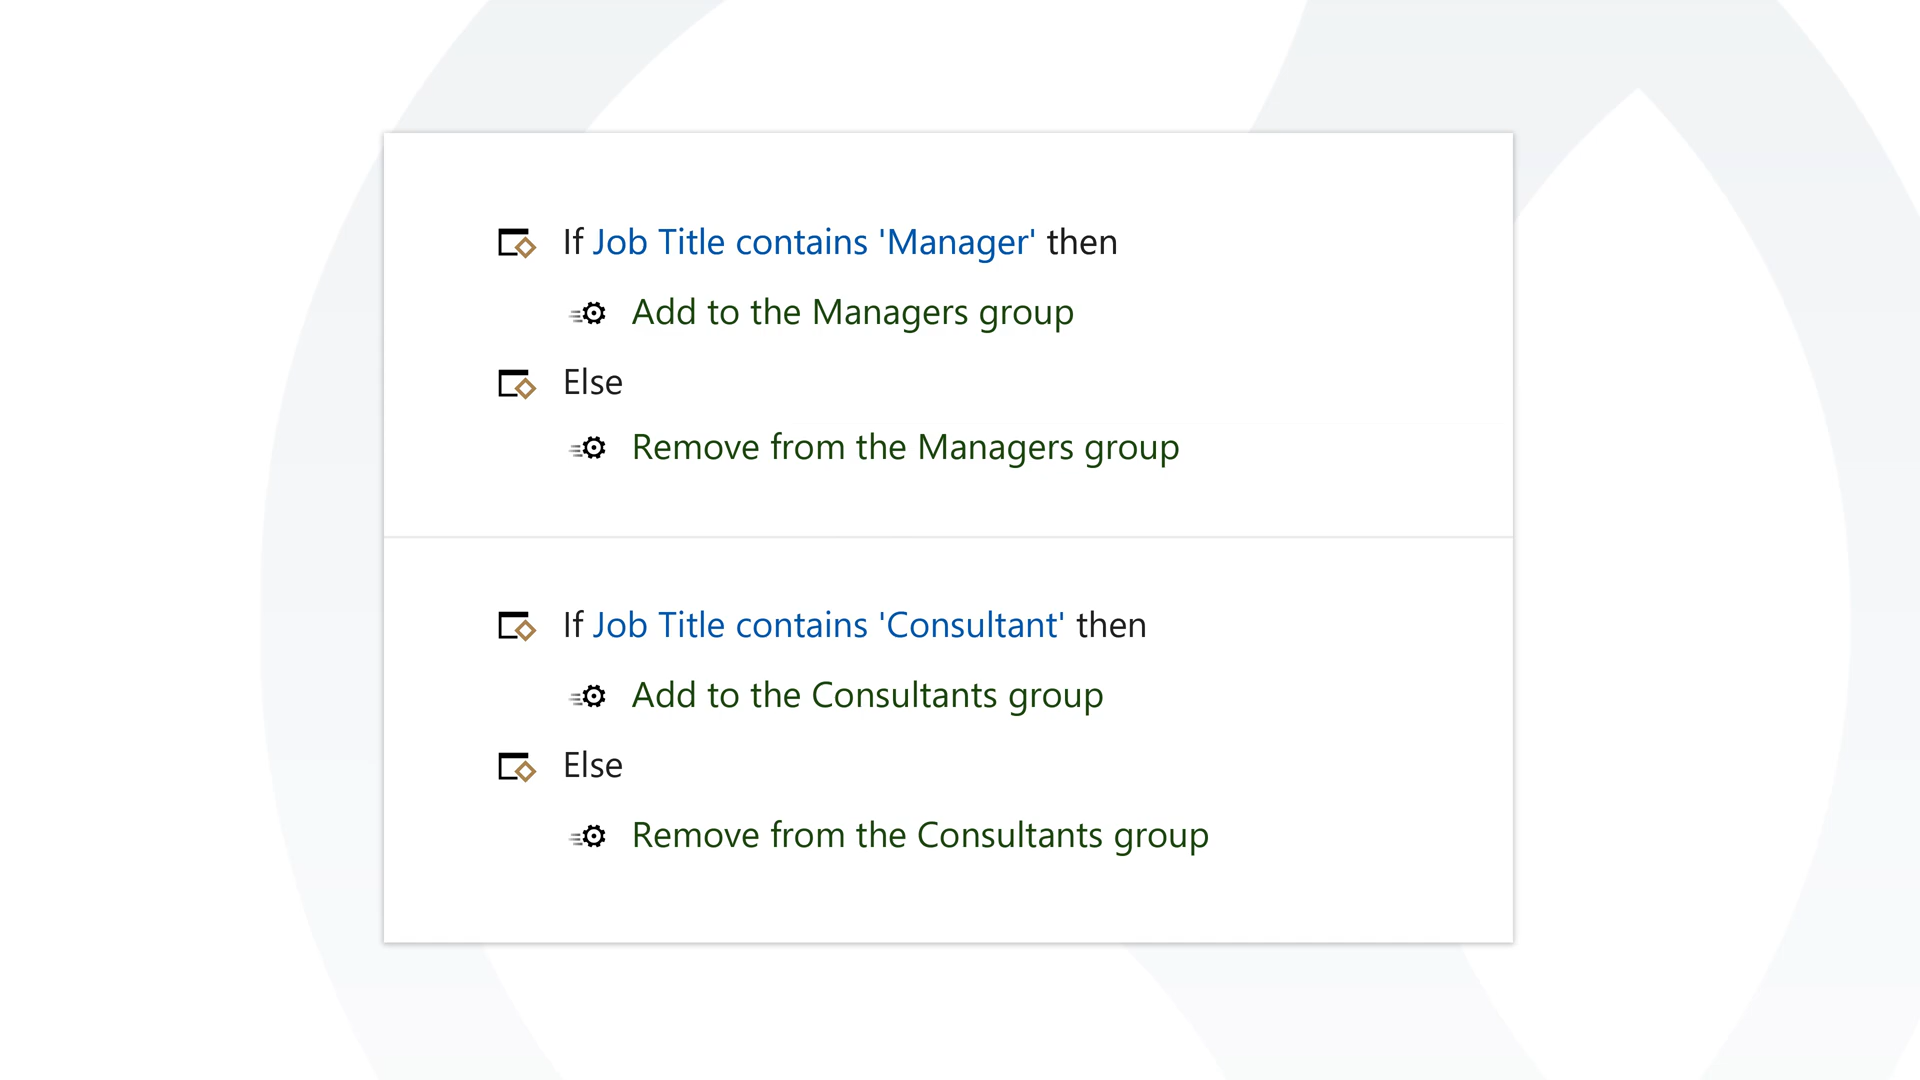 If Job Title contains 'Manager' then
Add to the Managers group
Else
Remove from the Managers group
If Job Title contains 'Consultant' then
Add to the Consultants group
Else
Remove from the Consultants group